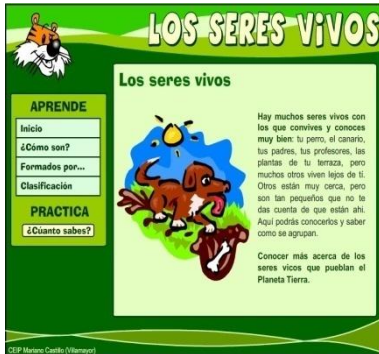 LOS SERES ViVOS
Los seres vivos
APRENDE
Inicio
¿Cómo son?
Formados por...
Clasificación
PRACTICA
¿Cúanto sabes?
Hay muchos seres vivos con
los que convives y conoces
muy bien: tu perro, el canario,
tus padres, tus profesores, las
plantas de tu terraza, pero
muchos otros viven lejos de tí.
Otros están muy cerca, pero
son tan pequeños que no te
das cuenta de que están ahi.
Aquí podrás conocerlos y saber
como se agrupan.
Conocer más acerca de los
seres vicos que pueblan el
Planeta Tierra.
CEIP Mariano Castillo (Villamayor)